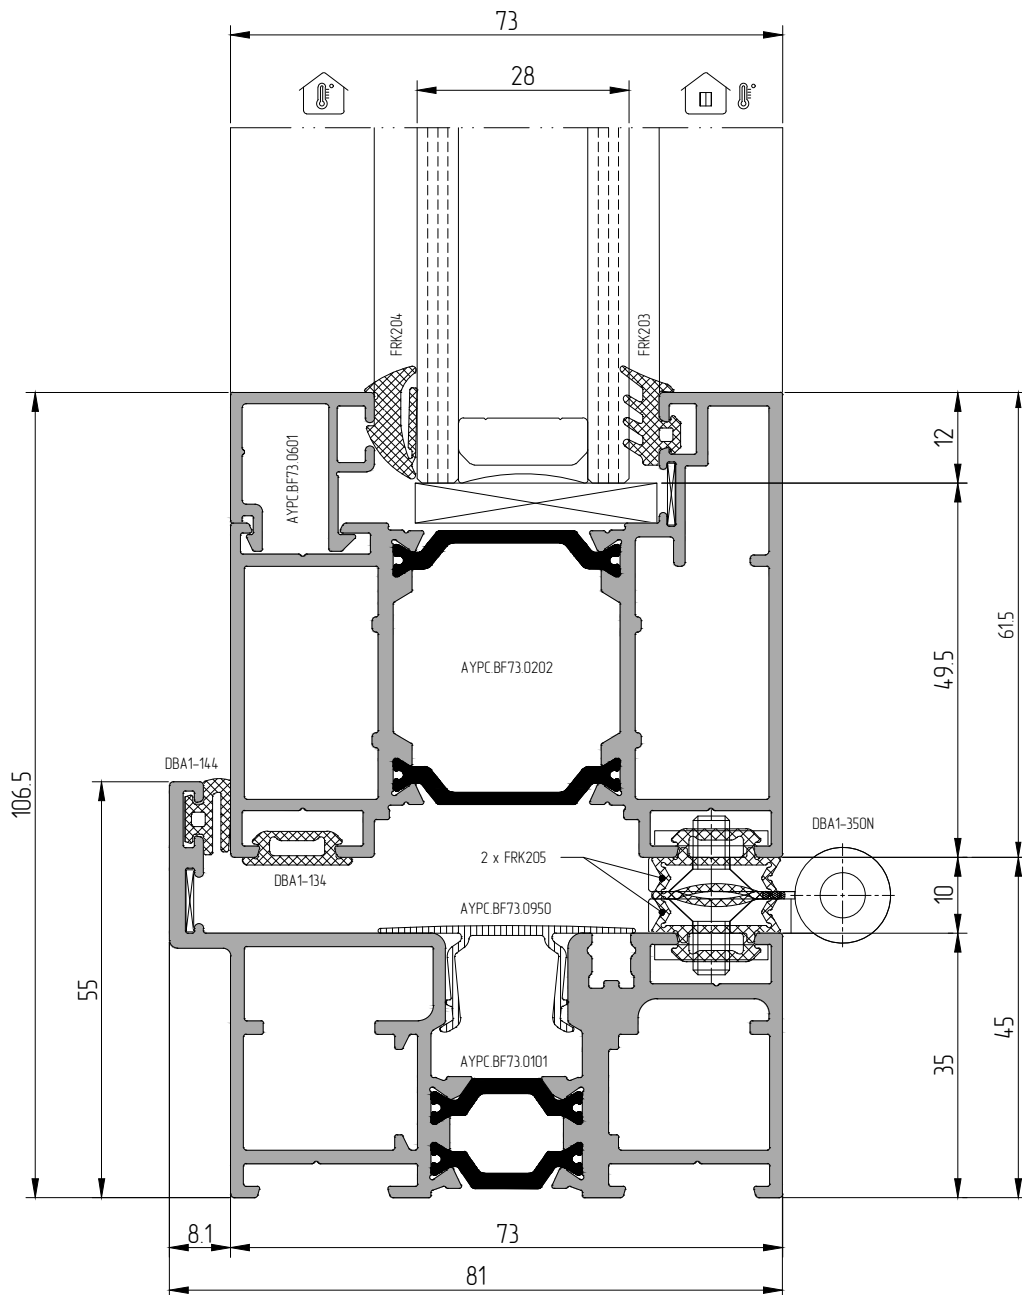 73
28
FRK204
FRK203
12
AYPC.BF73.0601
61.5
49.5
AYPC.BF73.0202
106.5
DBA1-144
DBA1-350N
2 x FRK205
DBA1-134
10
AYPC.BF73.0950
55
45
35
AYPC.BF73.0101
8.1
73
81